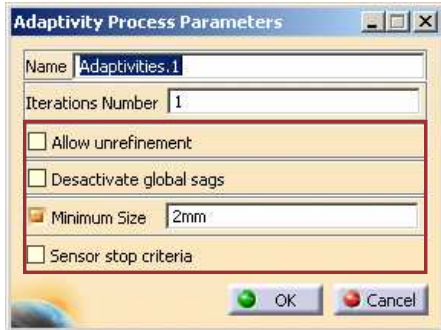 Adaptivity Process Parameters
Name Adaptivities.1
Iterations Number 1
Allow unrefinement
Desactivate global sags
Minimum Size 2mm
Sensor stop criteria
OK Cancel